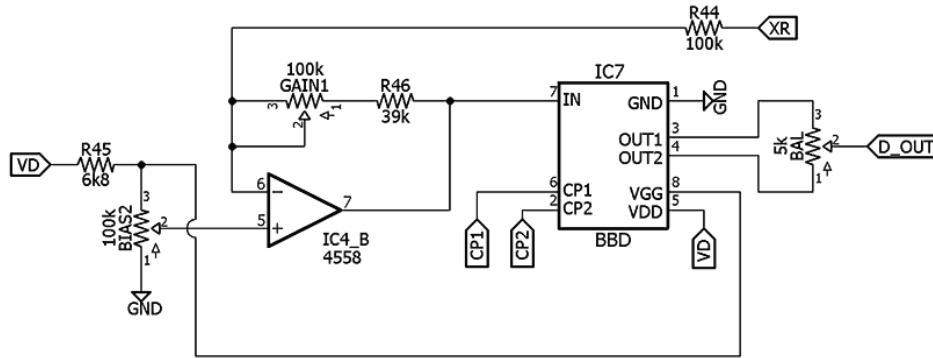 R44
100k
XR
100k
GAIN1
3
2
1
R46
39k
IC7
7
IN
GND
1
GND
OUT1
3
OUT2
4
6
CP1
2
CP2
VGG
8
VDD
5
BBD
3
5k
BAL
2
1
D_OUT
VD
R45
6k8
3
100k
BIAS2
2
1
GND
6
5
7
IC4_B
4558
CP1
CP2
VD